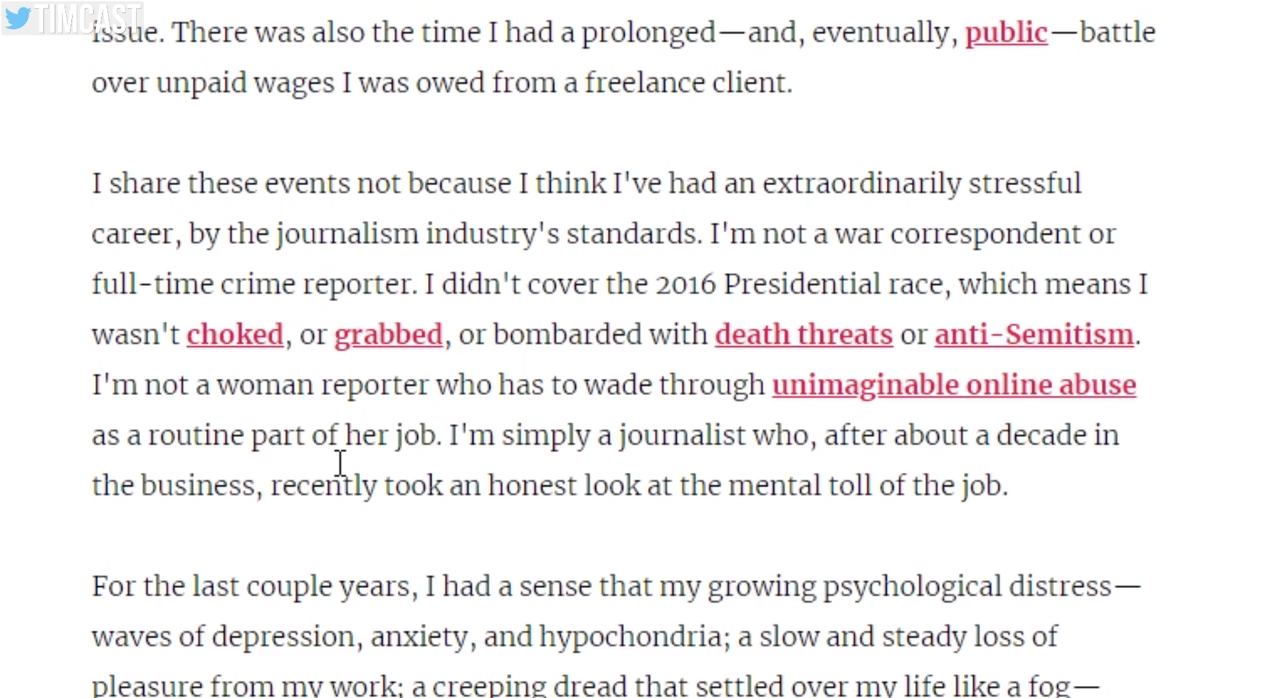 TIMCAST
issue. There was also the time I had a prolonged—and, eventually, public—battle
over unpaid wages I was owed from a freelance client.
I share these events not because I think I've had an extraordinarily stressful
career, by the journalism industry's standards. I'm not a war correspondent or
full-time crime reporter. I didn't cover the 2016 Presidential race, which means I
wasn't choked, or grabbed, or bombarded with death threats or anti-Semitism.
I'm not a woman reporter who has to wade through unimaginable online abuse
as a routine part of her job. I'm simply a journalist who, after about a decade in
the business, recently took an honest look at the mental toll of the job.
For the last couple years, I had a sense that my growing psychological distress—
waves of depression, anxiety, and hypochondria; a slow and steady loss of
pleasure from my work; a creeping dread that settled over my life like a fog—